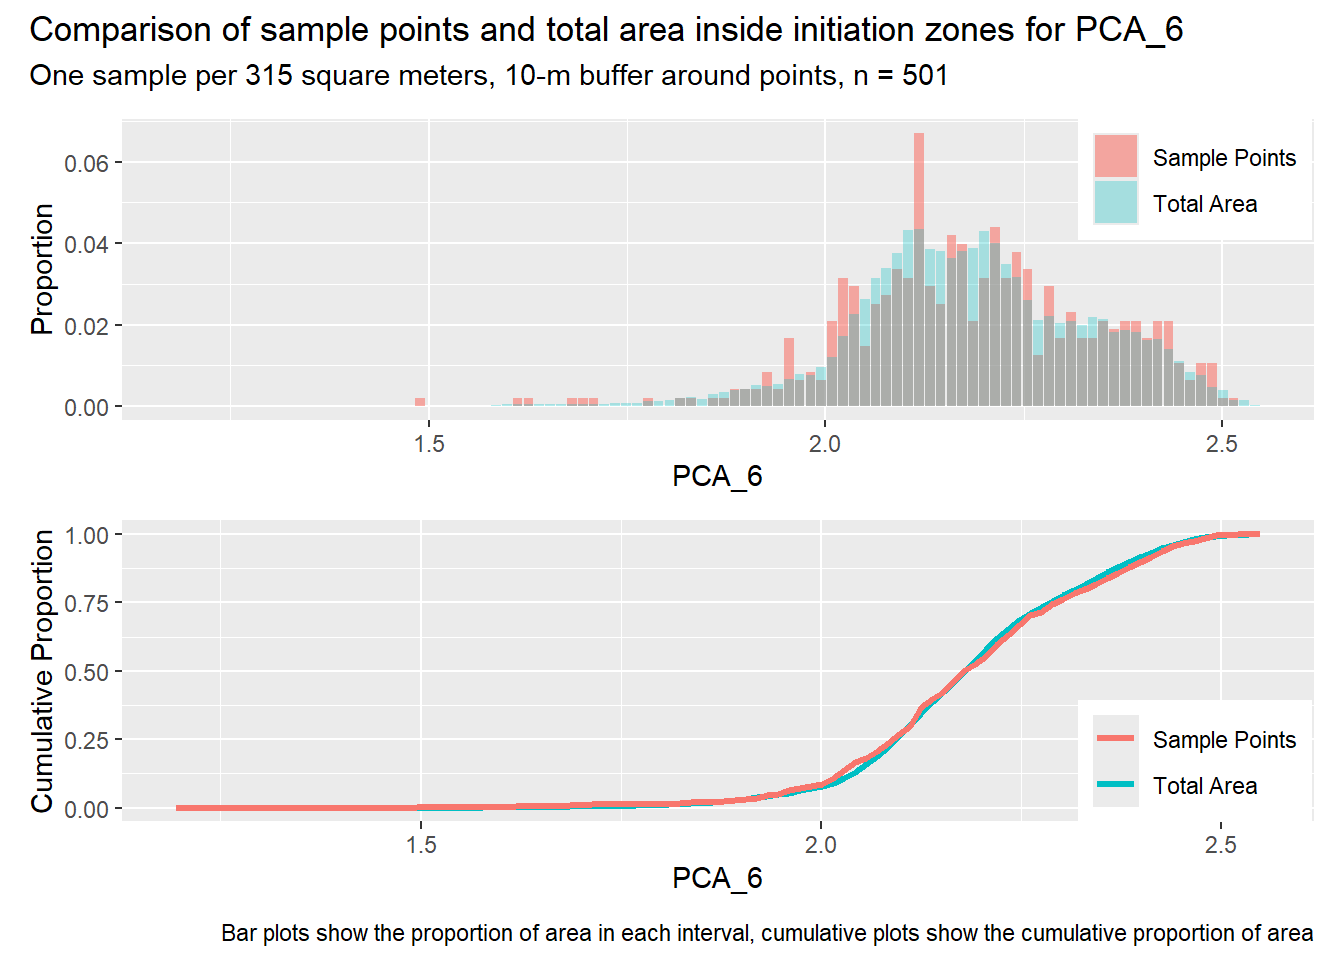 Comparison of sample points and total area inside initiation zones for PCA_6
One sample per 315 square meters, 10-m buffer around points, n = 501
Proportion
0.06
0.04
0.02
0.00
Sample Points
Total Area
1.5
2.0
2.5
PCA_6
Cumulative Proportion
1.00
0.75
0.50
0.25
0.00
Sample Points
Total Area
1.5
2.0
2.5
PCA_6
Bar plots show the proportion of area in each interval, cumulative plots show the cumulative proportion of area